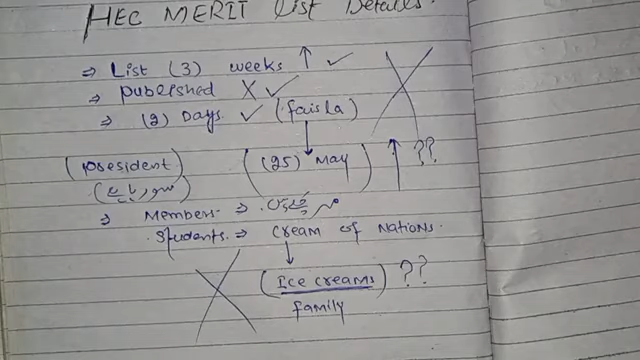 HEC MERIT List Details.
⇒ List (3) weeks ↑ ✓
⇒ pubershed X ✓
⇒ (2) Days ✓ (faisla)
(president) (25) May ↑ ??
⇒ Members ⇒
Students ⇒ cream of Nations.
(Ice creams) ??
family